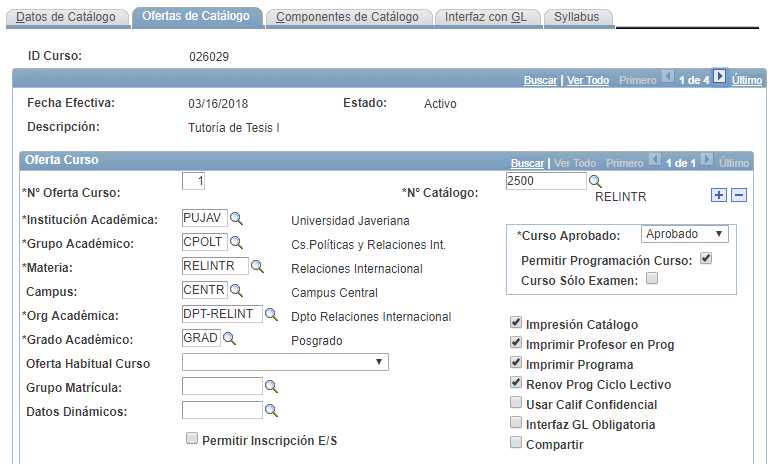 Datos de Catálogo Ofertas de Catálogo Componentes de Catálogo Interfaz con GL Syllabus
ID Curso: 026029
Buscar | Ver Todo Primero 1 de 4 Último
Fecha Efectiva: 03/16/2018 Estado: Activo
Descripción: Tutoría de Tesis I
Oferta Curso Buscar | Ver Todo Primero 1 de 1 Último
*Nº Oferta Curso: 1 *Nº Catálogo: 2500 RELINTR
*Institución Académica: PUJAV Universidad Javeriana
*Grupo Académico: CPOLT Cs.Políticas y Relaciones Int. *Curso Aprobado: Aprobado
*Materia: RELINTR Relaciones Internacional Permitir Programación Curso:
Campus: CENTR Campus Central Curso Sólo Examen:
*Org Académica: DPT-RELINT Dpto Relaciones Internacional Impresión Catálogo
*Grado Académico: GRAD Posgrado Imprimir Profesor en Prog
Oferta Habitual Curso Imprimir Programa
Grupo Matrícula: Renov Prog Ciclo Lectivo
Datos Dinámicos: Usar Calif Confidencial
Interfaz GL Obligatoria
Permitir Inscripción E/S Compartir